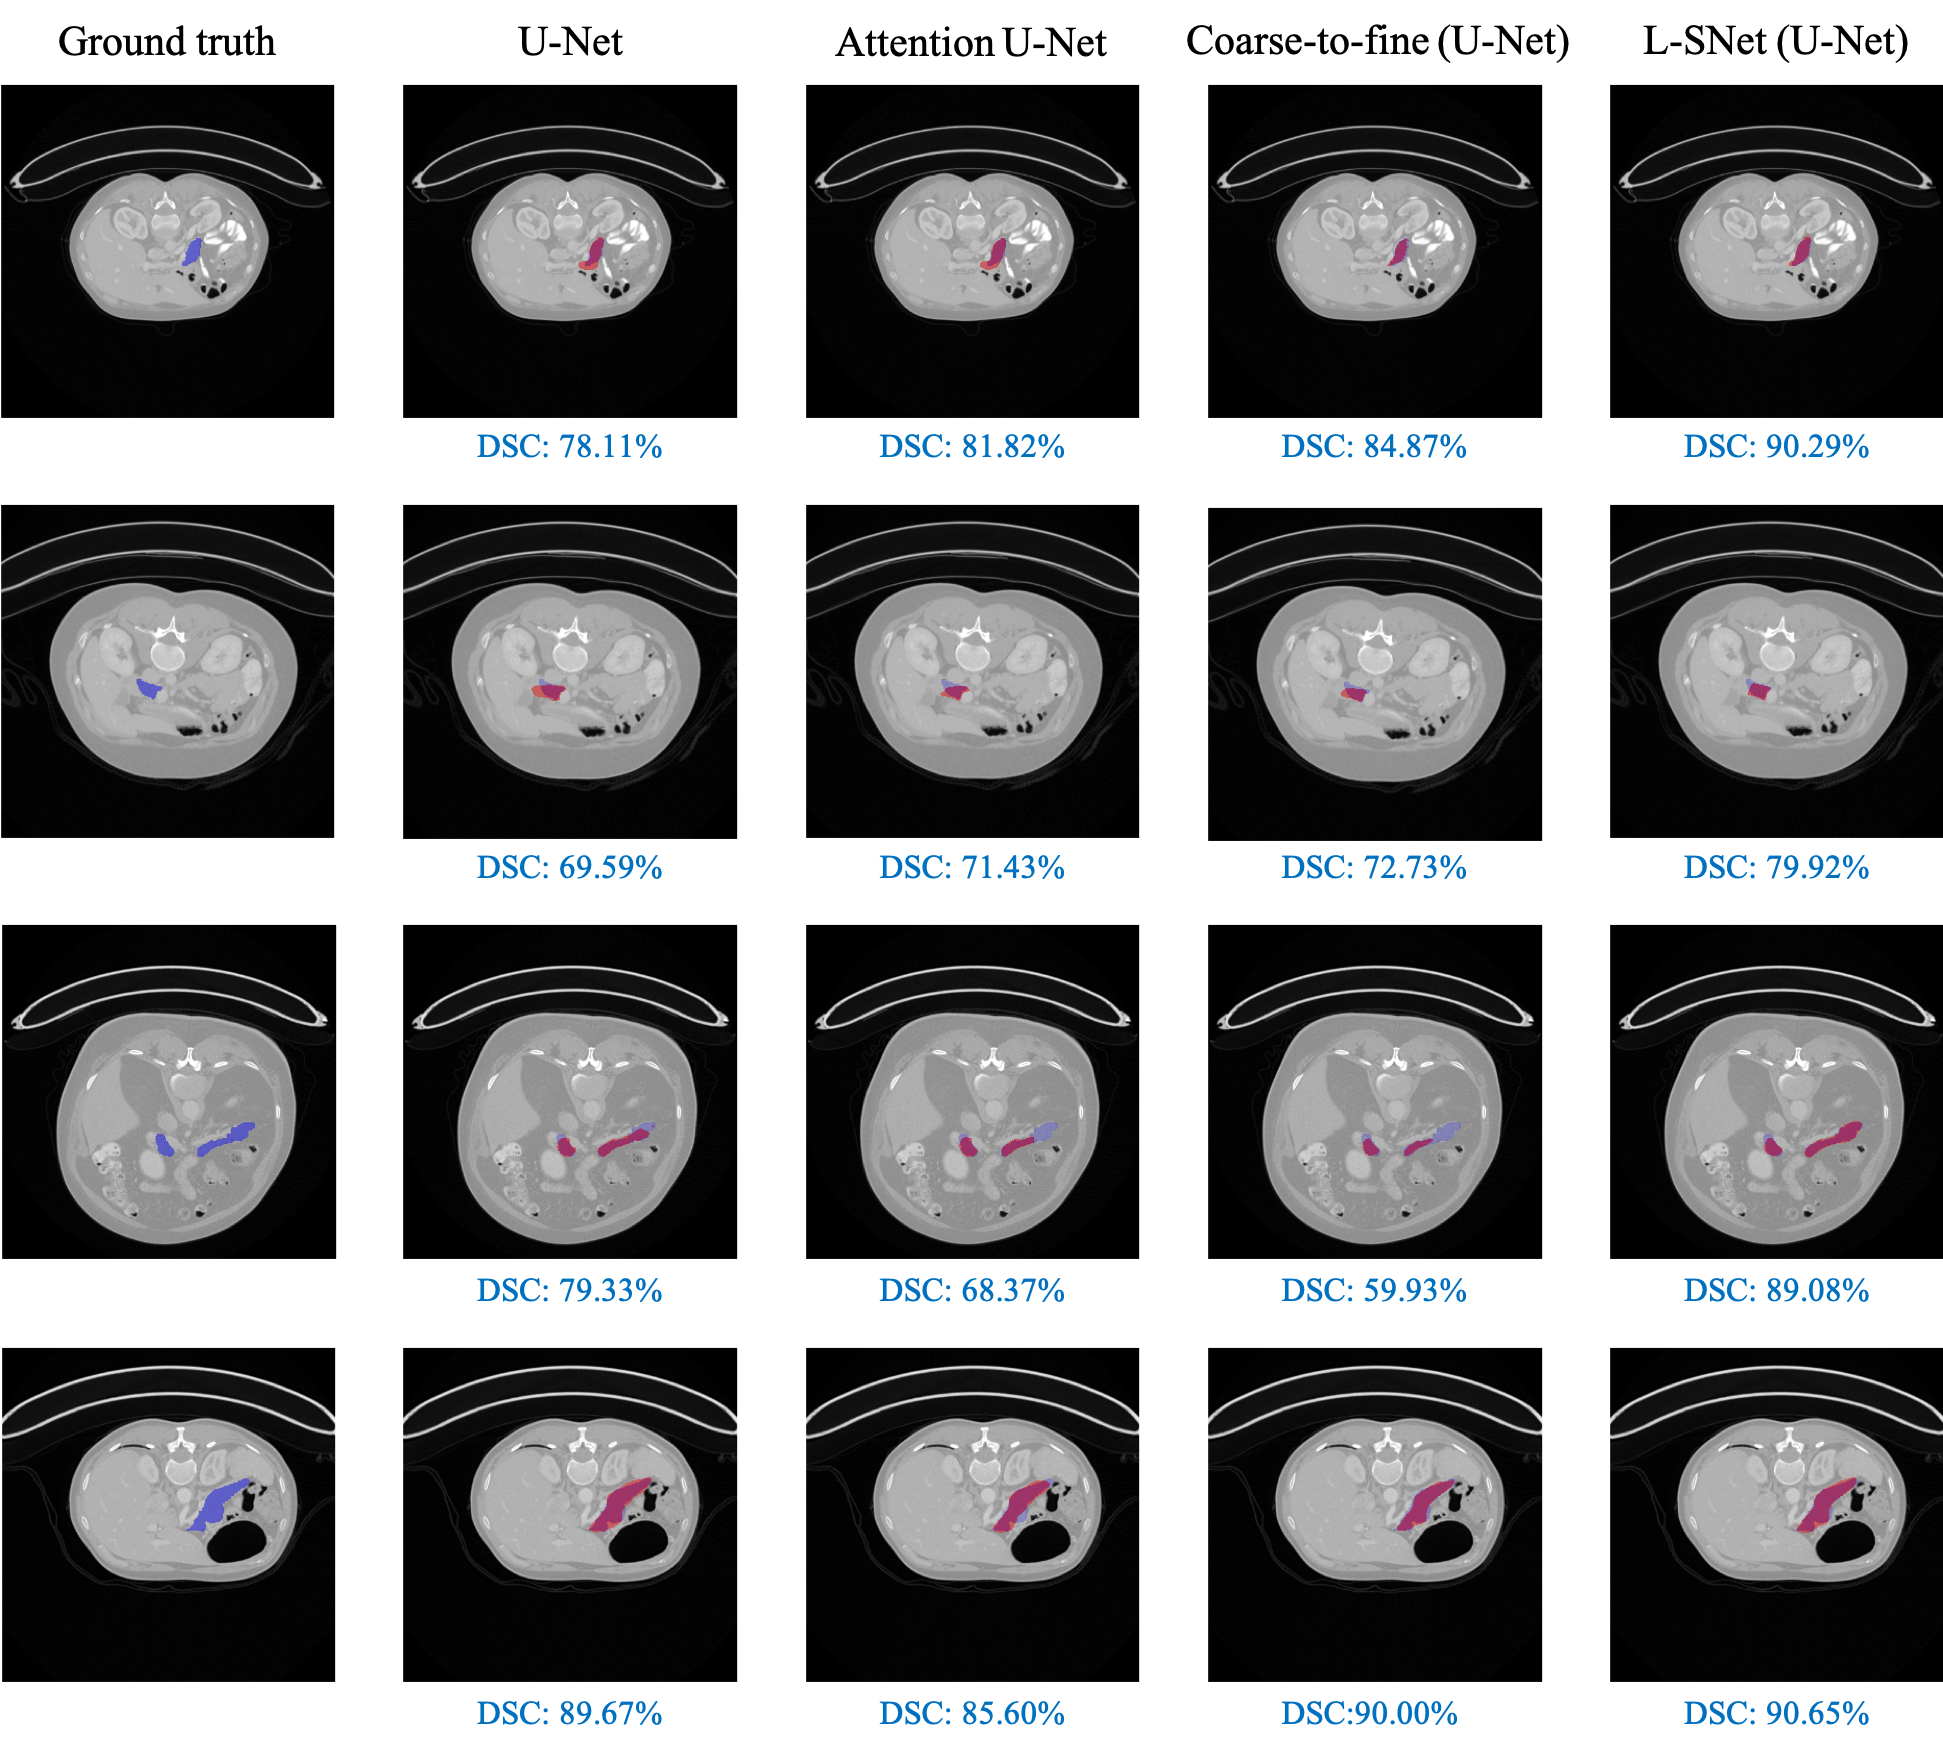 Ground truth U-Net Attention U-Net Coarse-to-fine (U-Net) L-SNet (U-Net)
DSC: 78.11% DSC: 81.82% DSC: 84.87% DSC: 90.29%
DSC: 69.59% DSC: 71.43% DSC: 72.73% DSC: 79.92%
DSC: 79.33% DSC: 68.37% DSC: 59.93% DSC: 89.08%
DSC: 89.67% DSC: 85.60% DSC:90.00% DSC: 90.65%